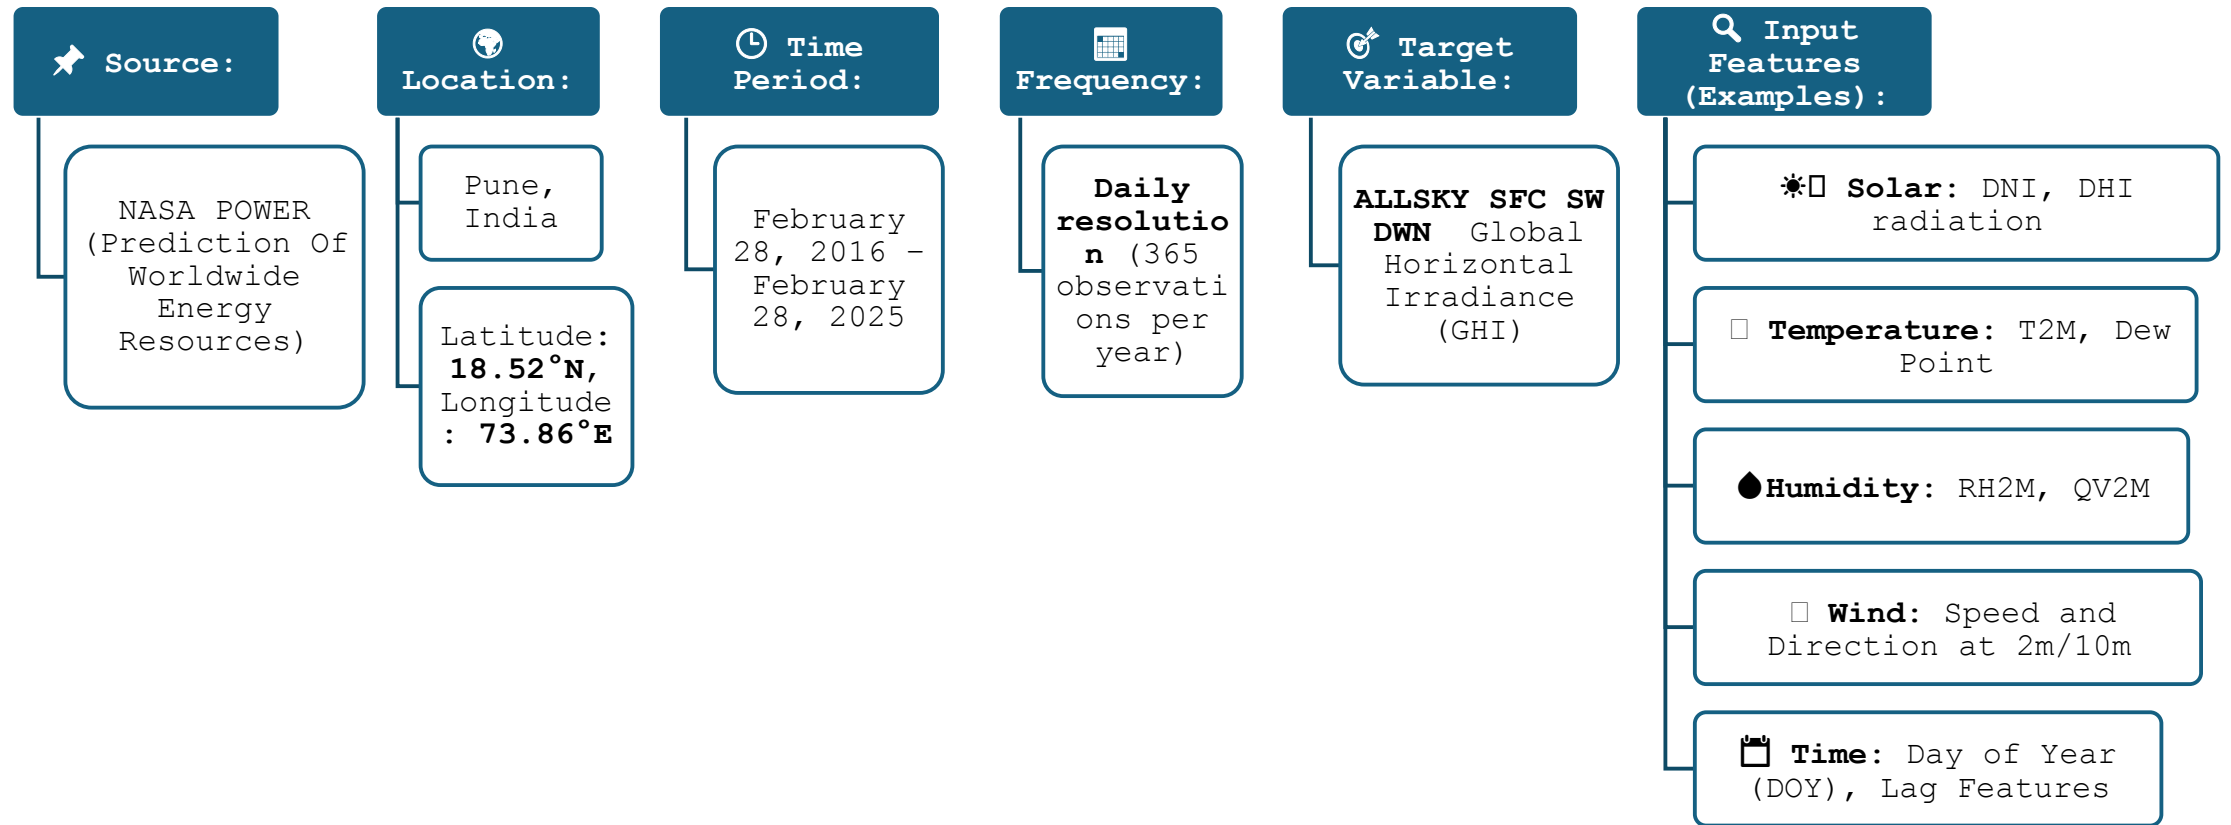 Source:
NASA POWER
(Prediction Of
Worldwide
Energy
Resources)
Location:
Pune,
India
Latitude:
18.52°N,
Longitude
: 73.86°E
Time
Period:
February
28, 2016 –
February
28, 2025
Frequency:
Daily
resolutio
n (365
observati
ons per
year)
Target
Variable:
ALLSKY SFC SW
DWN Global
Horizontal
Irradiance
(GHI)
Input
Features
(Examples):
Solar: DNI, DHI
radiation
Temperature: T2M, Dew
Point
Humidity: RH2M, QV2M
Wind: Speed and
Direction at 2m/10m
Time: Day of Year
(DOY), Lag Features